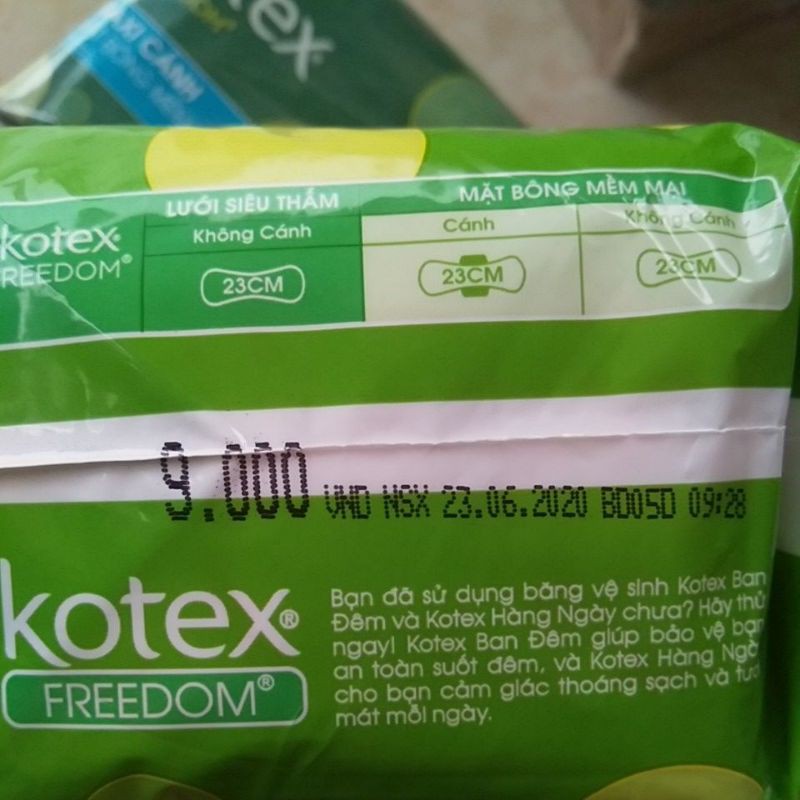 ex
kotex
FREEDOM®
LƯỚI SIÊU THẤM
MẶT BÔNG MỀM MẠI
Không Cánh
Cánh
Không Cánh
23CM
23CM
23CM
9.000 VND NSX 23.06.2020 BD05D 09:28
kotex®
FREEDOM®
Bạn đã sử dụng băng vệ sinh Kotex Ban
Đêm và Kotex Hàng Ngày chưa? Hãy thử
ngay! Kotex Ban Đêm giúp bảo vệ bạn
an toàn suốt đêm, và Kotex Hàng Ngà
cho bạn cảm giác thoáng sạch và tươ
mát mỗi ngày.